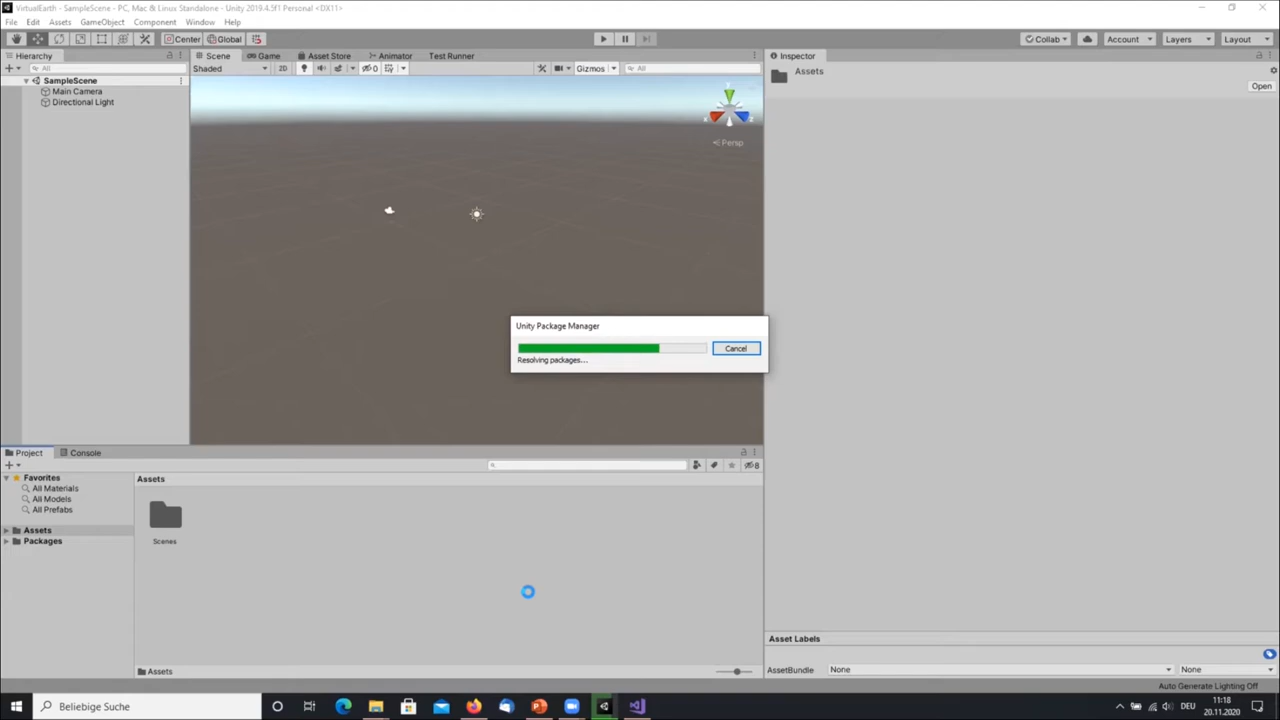 VirtualEarth - SampleScene - PC, Mac & Linux Standalone - Unity 2019.4.5f1 Personal <DX11>
File Edit Assets GameObject Component Window Help
Center Global Collab Account Layers Layout
Hierarchy
All
SampleScene
Main Camera
Directional Light
Scene Game Asset Store Animator Test Runner
Shaded 2D 0 Gizmos All
x z
Persp
Inspector
Assets
Open
Unity Package Manager
Cancel
Resolving packages...
Project Console
8
Favorites
All Materials
All Models
All Prefabs
Assets
Packages
Assets
Scenes
Assets
Asset Labels
AssetBundle None None
Auto Generate Lighting Off
Beliebige Suche
DEU
11:18
20.11.2020